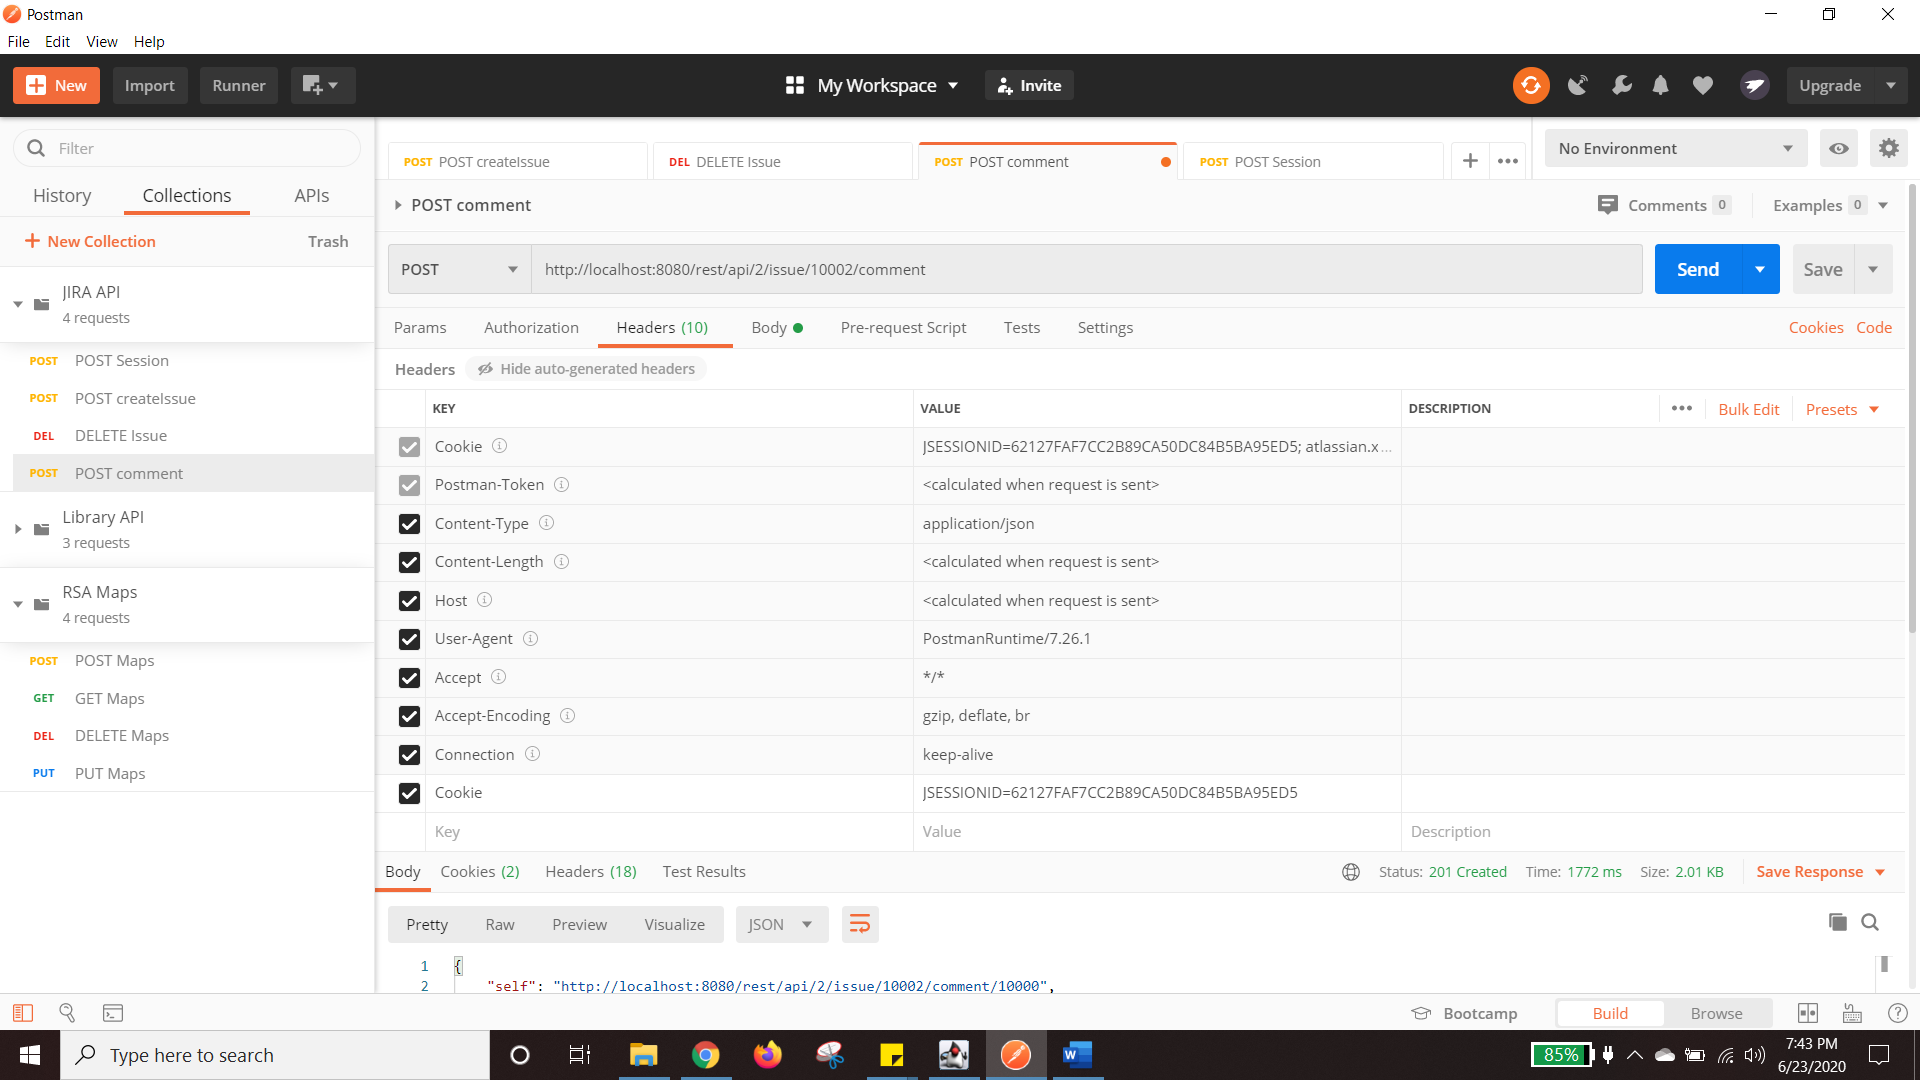 Postman
File Edit View Help
New Import Runner My Workspace Invite Upgrade
Filter
History Collections APIs
New Collection Trash
JIRA API
4 requests
POST POST Session
POST POST createIssue
DEL DELETE Issue
POST POST comment
Library API
3 requests
RSA Maps
4 requests
POST POST Maps
GET GET Maps
DEL DELETE Maps
PUT PUT Maps
POST POST createIssue DEL DELETE Issue POST POST comment POST POST Session + ••• No Environment
POST comment Comments 0 Examples 0
POST http://localhost:8080/rest/api/2/issue/10002/comment Send Save
Params Authorization Headers (10) Body Pre-request Script Tests Settings Cookies Code
Headers Hide auto-generated headers
KEY VALUE DESCRIPTION ••• Bulk Edit Presets
Cookie JSESSIONID=62127FAF7CC2B89CA50DC84B5BA95ED5; atlassian.x...
Postman-Token <calculated when request is sent>
Content-Type application/json
Content-Length <calculated when request is sent>
Host <calculated when request is sent>
User-Agent PostmanRuntime/7.26.1
Accept */*
Accept-Encoding gzip, deflate, br
Connection keep-alive
Cookie JSESSIONID=62127FAF7CC2B89CA50DC84B5BA95ED5
Key Value Description
Body Cookies (2) Headers (18) Test Results Status: 201 Created Time: 1772 ms Size: 2.01 KB Save Response
Pretty Raw Preview Visualize JSON
1 {
2 "self": "http://localhost:8080/rest/api/2/issue/10002/comment/10000",
Bootcamp Build Browse
Type here to search 85% 7:43 PM
6/23/2020